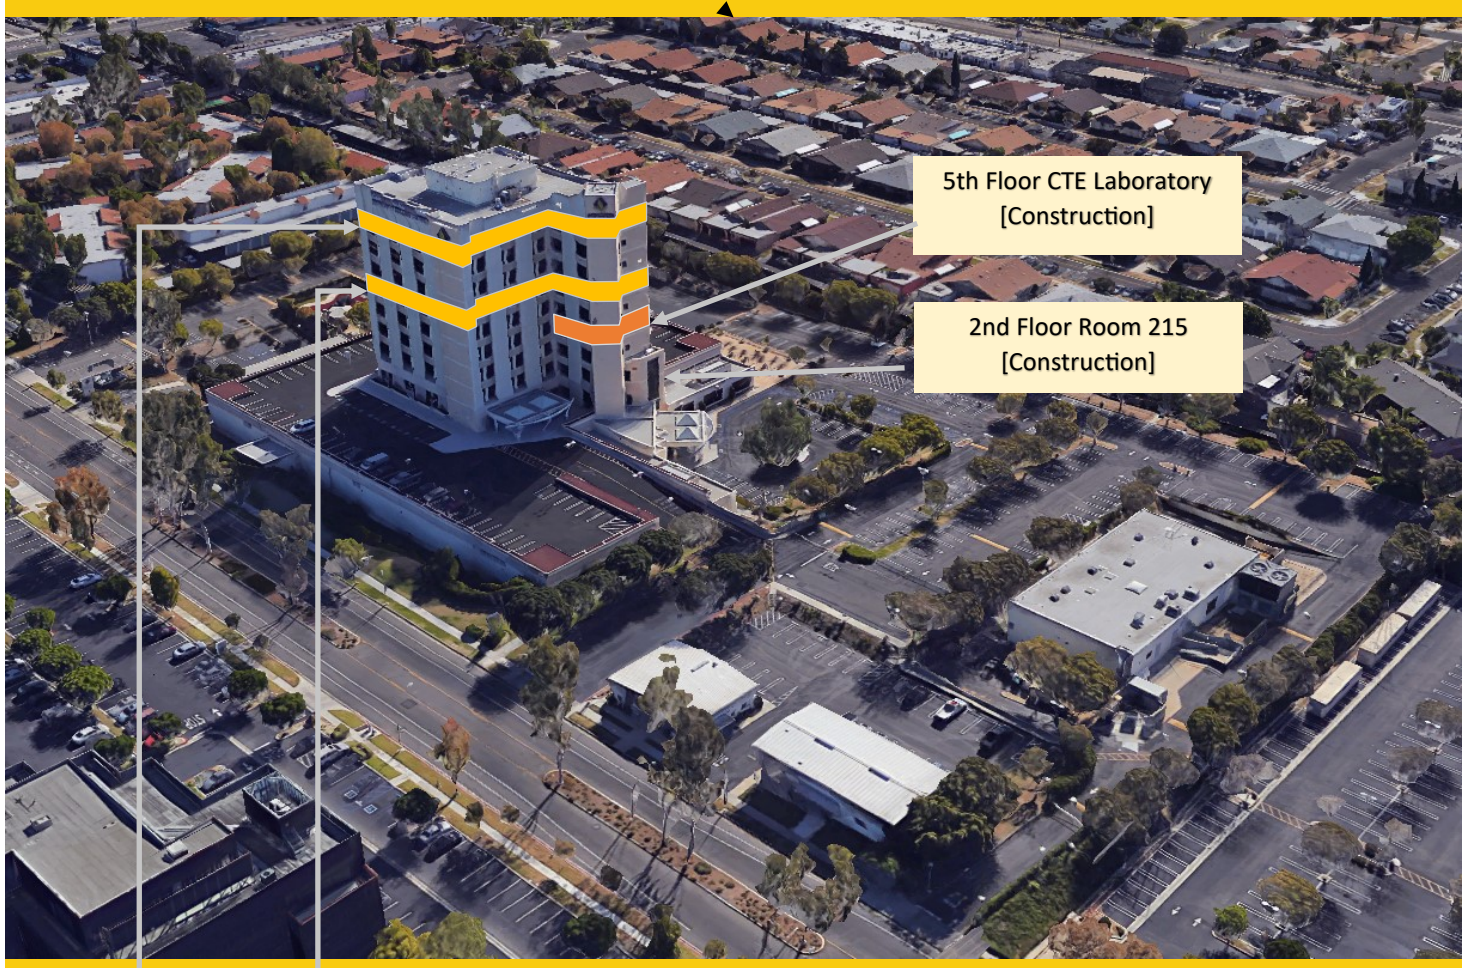 5th Floor CTE Laboratory
[Construction]
2nd Floor Room 215
[Construction]